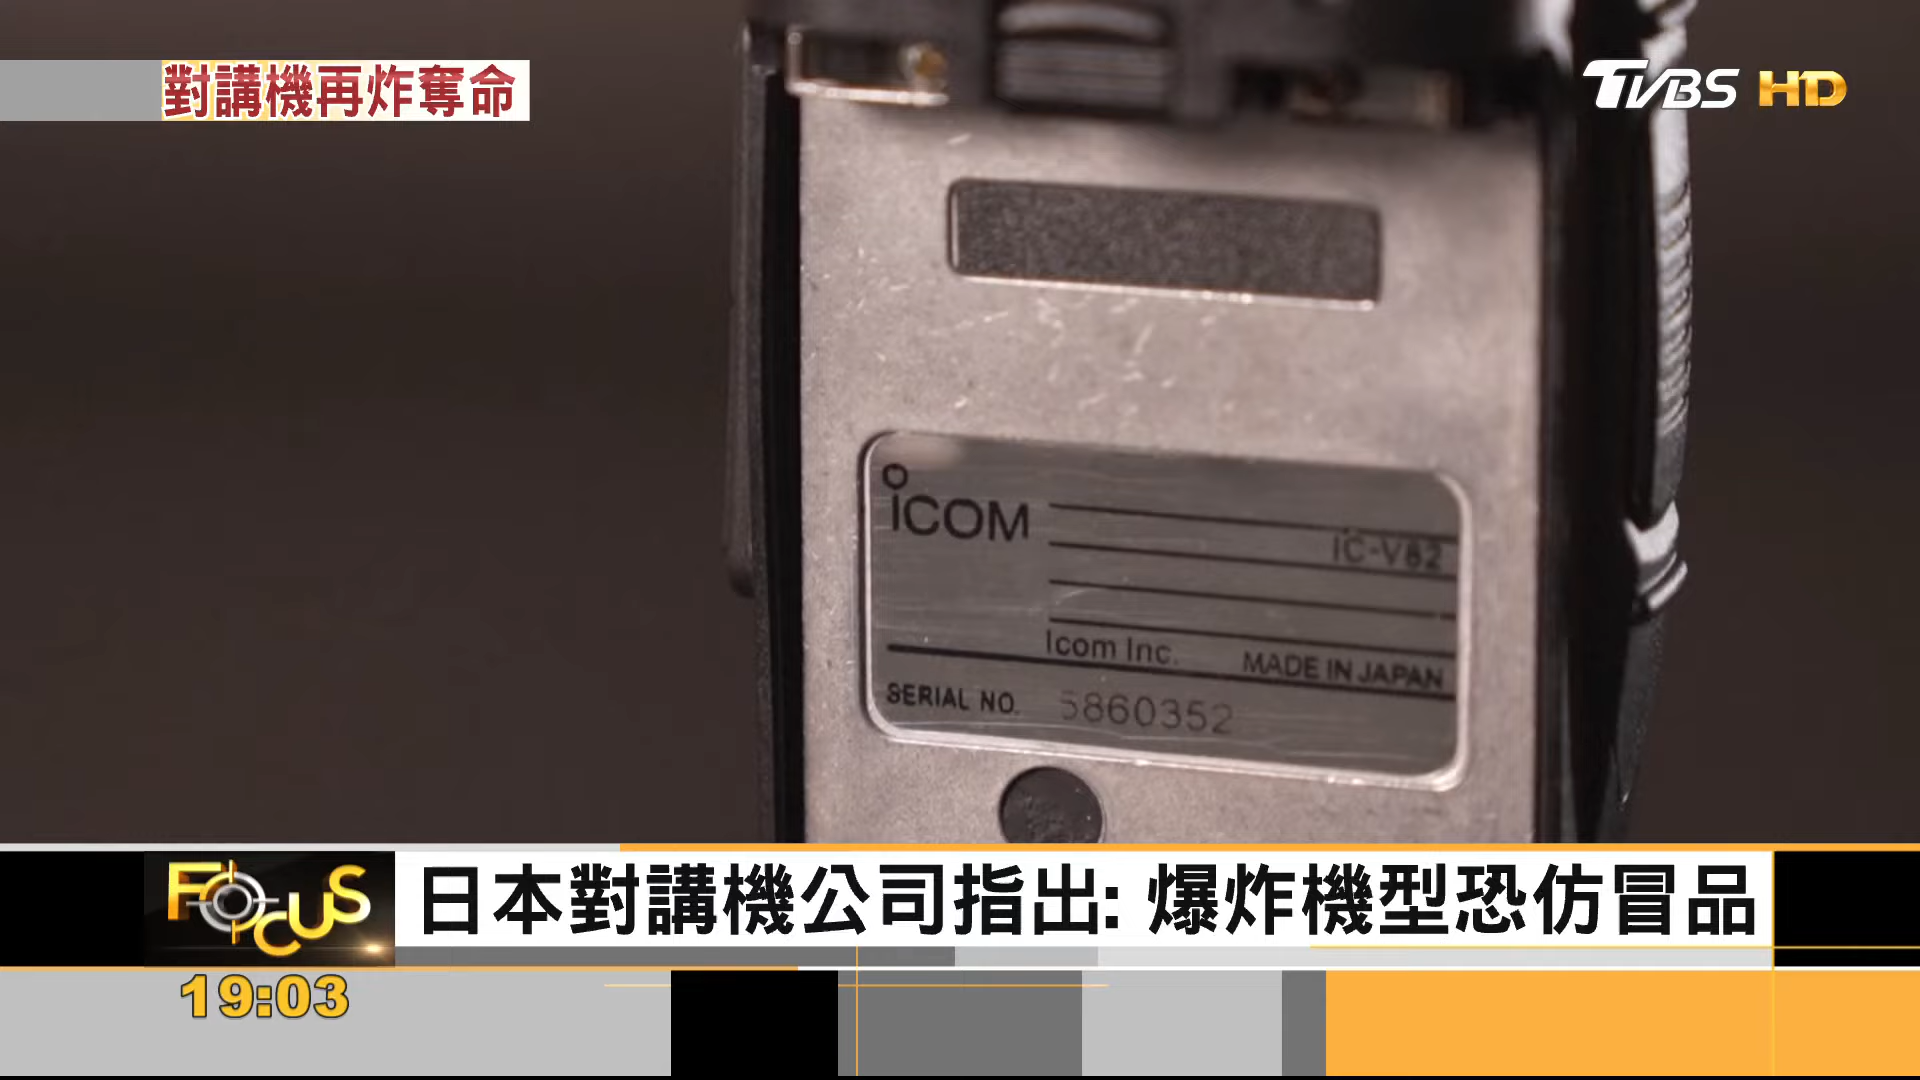 對講機再炸奪命
TVBS HD
iCOM
IC-V82
Icom Inc.
MADE IN JAPAN
SERIAL NO. 5860352
FOCUS
日本對講機公司指出: 爆炸機型恐仿冒品
19:03